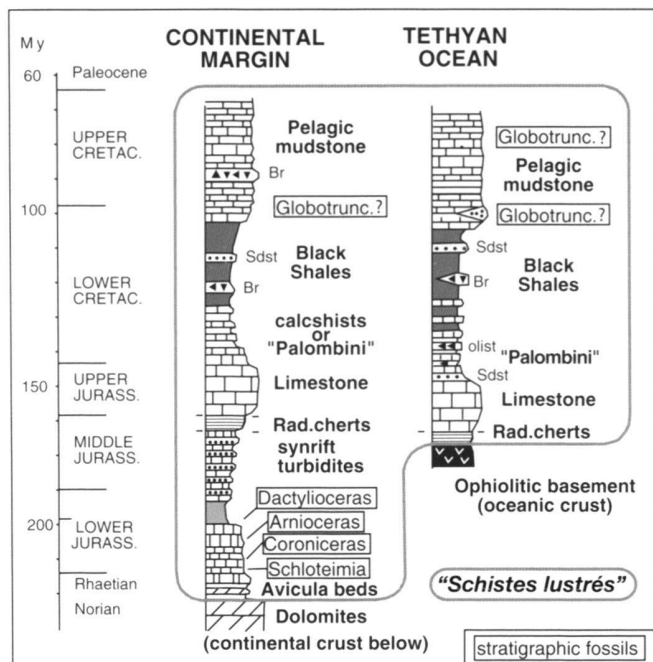 CONTINENTAL
MARGIN
TETHYAN
OCEAN
My
60
Paleocene
UPPER
CRETAC.
100
LOWER
CRETAC.
150
UPPER
JURASS.
MIDDLE
JURASS.
200
LOWER
JURASS.
Rhaetian
Norian
Pelagic
mudstone
Br
Globotrunc.?
Sdst
Black
Shales
Br
calcshists
or
"Palombini"
Limestone
Rad.cherts
synrift
turbidites
Dactylioceras
Arnioceras
Coroniceras
Schloteimia
Avicula beds
Dolomites
(continental crust below)
Globotrunc.?
Pelagic
mudstone
Globotrunc.?
Sdst
Black
Shales
Br
olist
"Palombini"
Sdst
Limestone
Rad.cherts
Ophiolitic basement
(oceanic crust)
"Schistes lustrés"
stratigraphic fossils